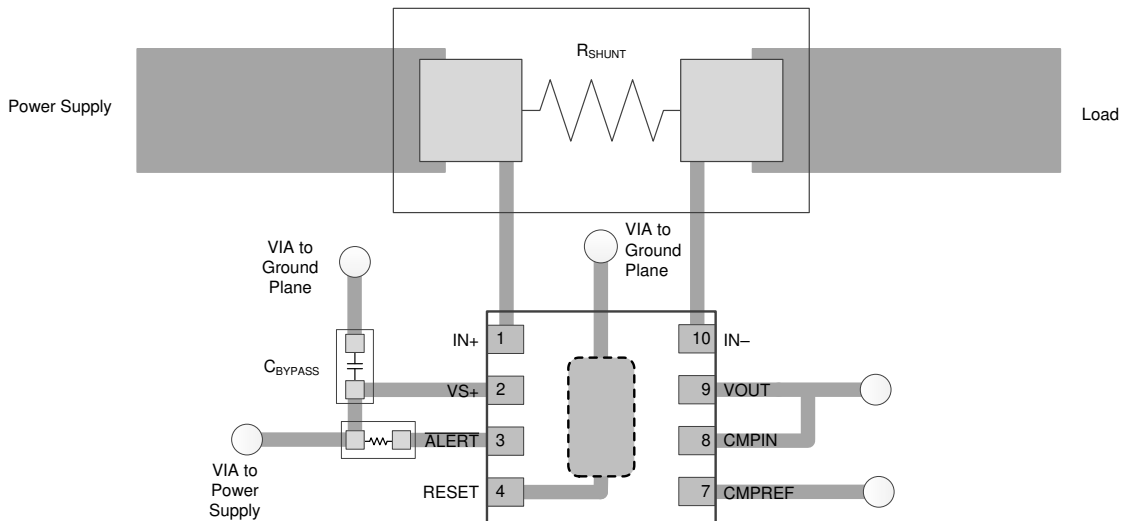 R_SHUNT
Power Supply
Load
VIA to
Ground
Plane
VIA to
Ground
Plane
C_BYPASS
IN+
1
10
IN–
VS+
2
9
VOUT
ALERT
3
8
CMPIN
VIA to
Power
Supply
RESET
4
7
CMPREF